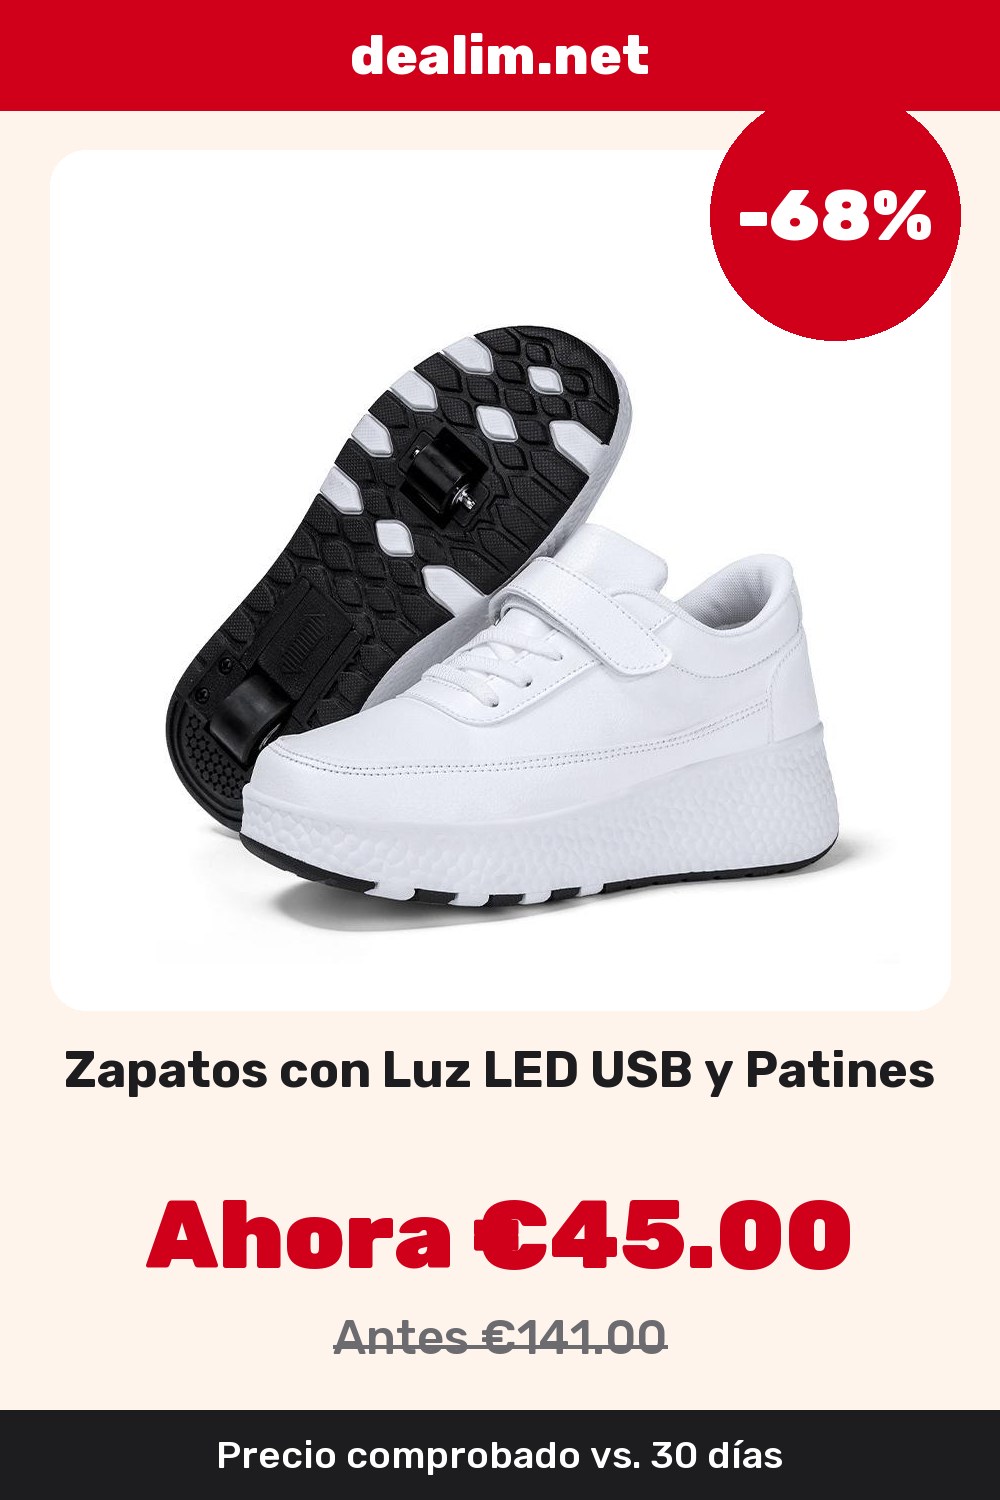 dealim.net
-68%
Zapatos con Luz LED USB y Patines
Ahora €45.00
Antes €141.00
Precio comprobado vs. 30 días